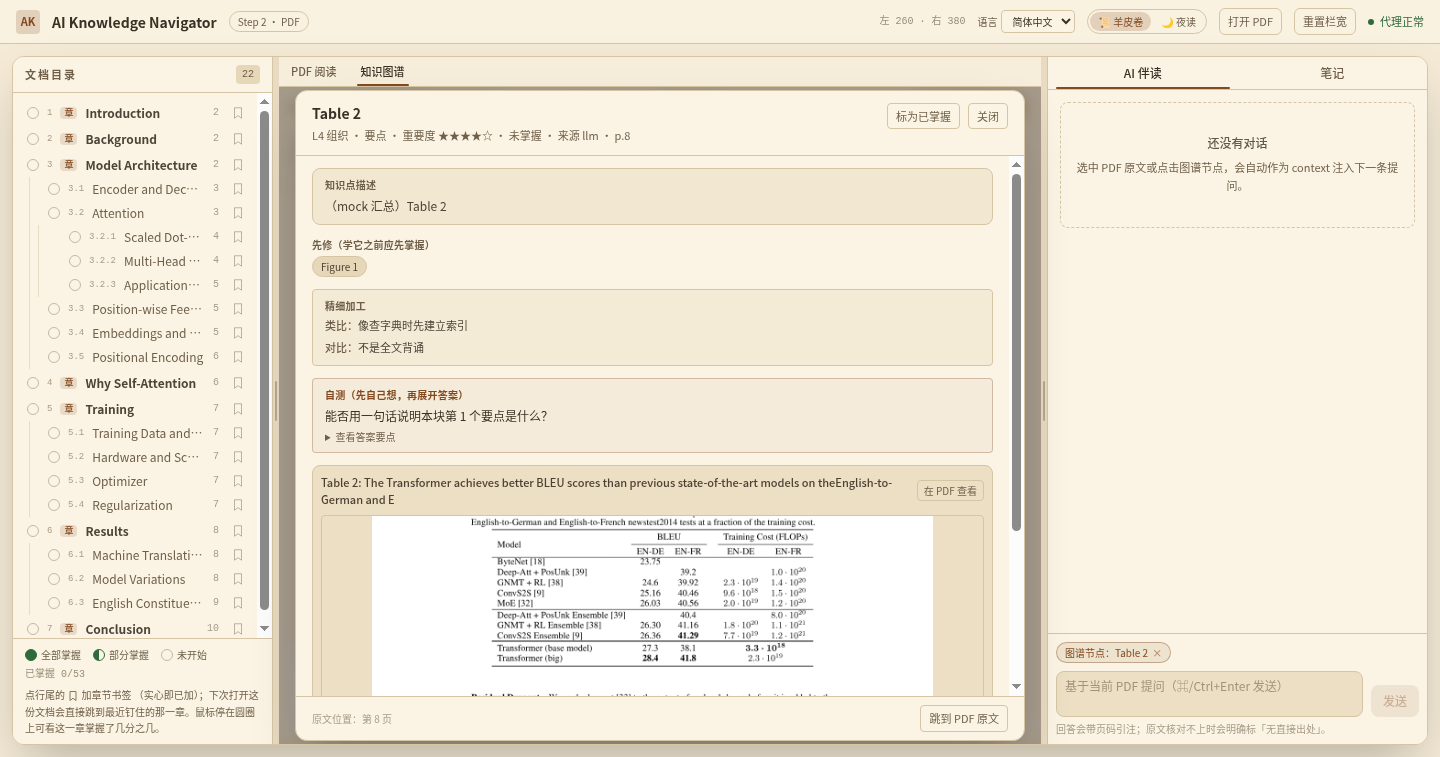 AK AI Knowledge Navigator Step 2 · PDF 左 260 · 右 380 语言 简体中文 📜 羊皮卷 🌙 夜读 打开 PDF 重置栏宽 代理正常
文档目录 22
1 章 Introduction 2
2 章 Background 2
3 章 Model Architecture 2
3.1 Encoder and Dec··· 3
3.2 Attention 3
3.2.1 Scaled Dot-··· 4
3.2.2 Multi-Head ··· 4
3.2.3 Application··· 5
3.3 Position-wise Fee··· 5
3.4 Embeddings and ··· 5
3.5 Positional Encoding 6
4 章 Why Self-Attention 6
5 章 Training 7
5.1 Training Data and··· 7
5.2 Hardware and Sc··· 7
5.3 Optimizer 7
5.4 Regularization 7
6 章 Results 8
6.1 Machine Translati··· 8
6.2 Model Variations 8
6.3 English Constitue··· 9
7 章 Conclusion 10
全部掌握 部分掌握 未开始
已掌握 0/53
点行尾的 口 加章节书签 (实心即已加); 下次打开这
份文档会直接跳到最近钉住的那一章。鼠标停在圆圈
上可看这一章掌握了几分之几。
PDF 阅读 知识图谱
Table 2
L4 组织 · 要点 · 重要度 ★★★★☆ · 未掌握 · 来源 llm · p.8
标为已掌握 关闭
知识点描述
（mock 汇总）Table 2
先修（学它之前应先掌握）
Figure 1
精细加工
类比：像查字典时先建立索引
对比：不是全文背诵
自测（先自己想，再展开答案）
能否用一句话说明本块第 1 个要点是什么？
▶ 查看答案要点
Table 2: The Transformer achieves better BLEU scores than previous state-of-the-art models on theEnglish-to-
German and E
在 PDF 查看
English-to-German and English-to-French newstest2014 tests at a fraction of the training cost.
Model BLEU Training Cost (FLOPs)
EN-DE EN-FR EN-DE EN-FR
ByteNet [18] 23.75
Deep-Att + PosUnk [39] 39.2 1.0 · 10²⁰
GNMT + RL [38] 24.6 39.92 2.3 · 10¹⁹ 1.4 · 10²⁰
ConvS2S [9] 25.16 40.46 9.6 · 10¹⁸ 1.5 · 10²⁰
MoE [32] 26.03 40.56 2.0 · 10¹⁹ 1.2 · 10²⁰
Deep-Att + PosUnk Ensemble [39] 40.4 8.0 · 10²⁰
GNMT + RL Ensemble [38] 26.30 41.16 1.8 · 10²⁰ 1.1 · 10²¹
ConvS2S Ensemble [9] 26.36 41.29 7.7 · 10¹⁹ 1.2 · 10²¹
Transformer (base model) 27.3 38.1 3.3 · 10¹⁸
Transformer (big) 28.4 41.8 2.3 · 10¹⁹
原文位置：第 8 页 跳到 PDF 原文
AI 伴读 笔记
还没有对话
选中 PDF 原文或点击图谱节点，会自动作为 context 注入下一条提
问。
图谱节点：Table 2 ×
基于当前 PDF 提问（⌘/Ctrl+Enter 发送）
发送
回答会带页码引注；原文核对不上时会明确标「无直接出处」。